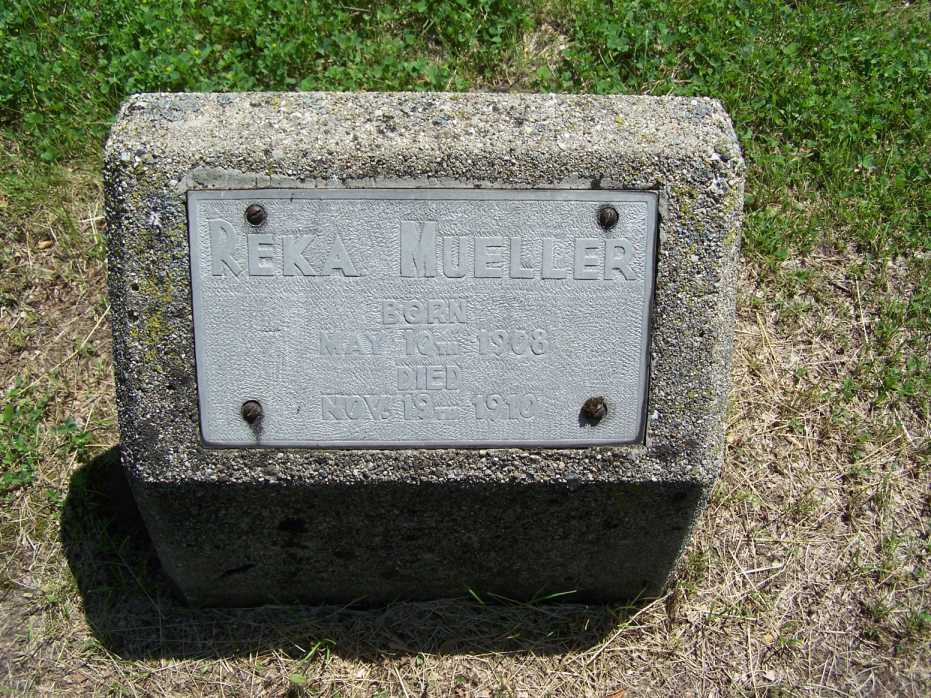 REKA MUELLER
BORN
MAY 10TH 1908
DIED
NOV. 19TH 1910